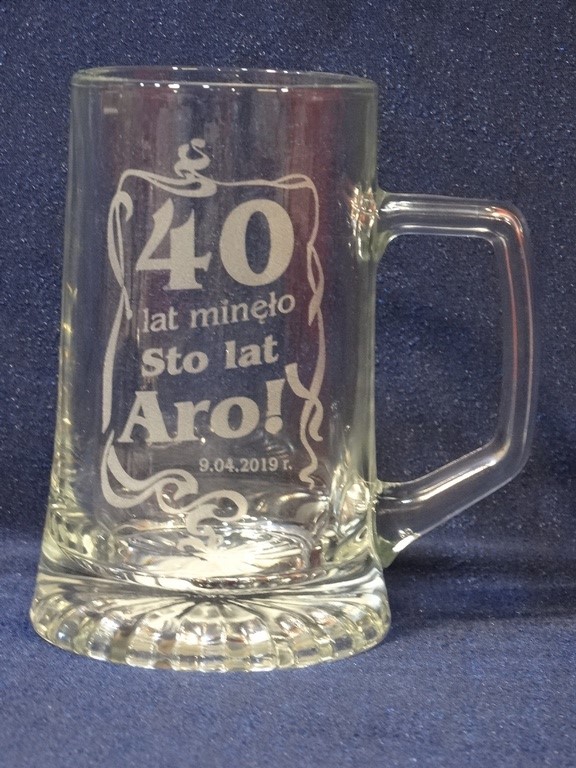 40
lat minęło
Sto lat
Aro!
9.04.2019 r.